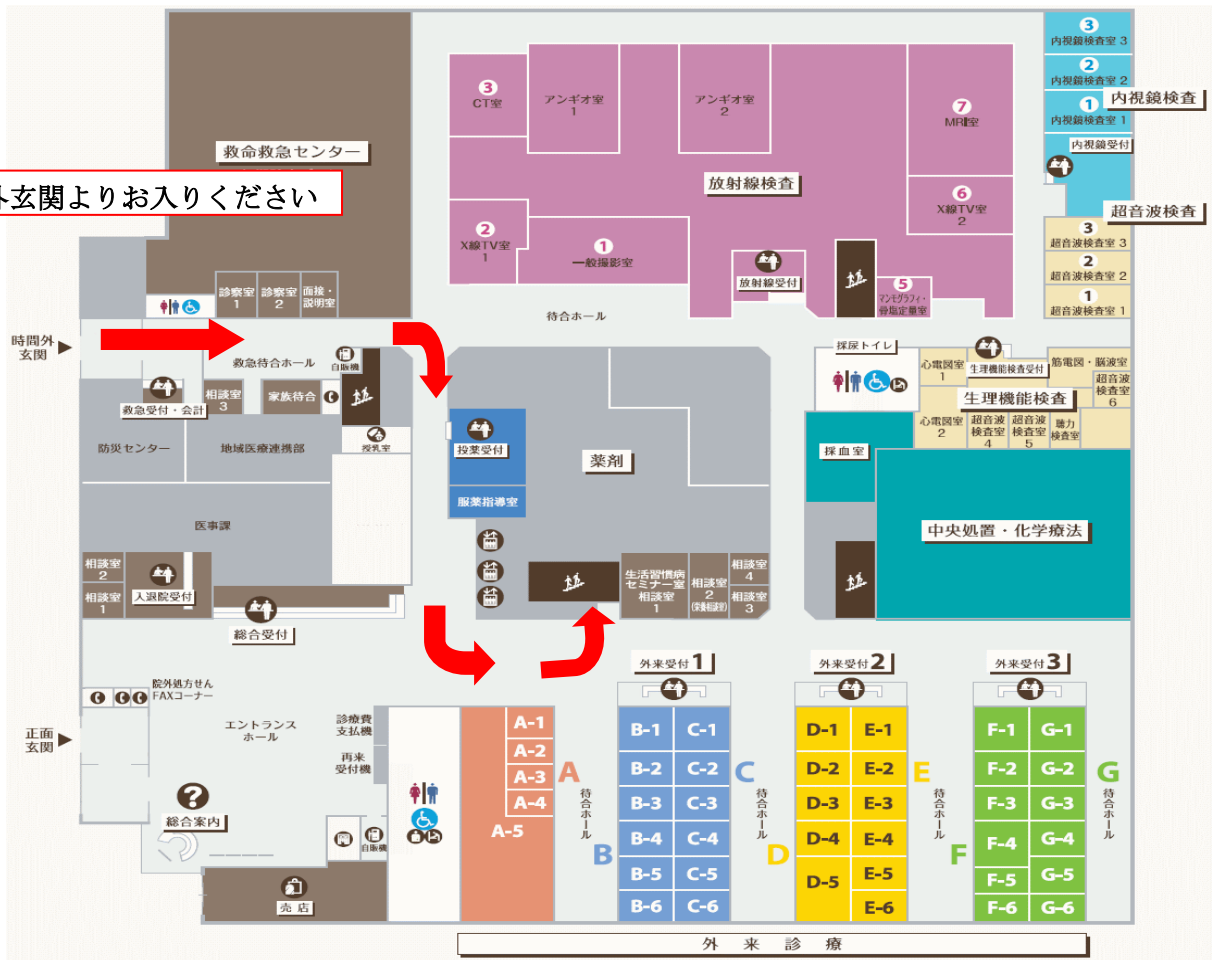 3
内視鏡検査室 3
2
内視鏡検査室 2
1
内視鏡検査室 1
内視鏡検査
内視鏡受付
超音波検査
3
超音波検査室 3
2
超音波検査室 2
1
超音波検査室 1
救命救急センター
外玄関よりお入りください
3
CT室
アンギオ室
1
アンギオ室
2
7
MRI室
放射線検査
6
X線TV室
2
2
X線TV室
1
1
一般撮影室
放射線受付
5
マンモグラフィ・
骨塩定量室
待合ホール
診察室
1
診察室
2
面接・
説明室
時間外
玄関
救急待合ホール
自販機
救急受付・会計
相談室
3
家族待合
防災センター
地域医療連携部
授乳室
医事課
相談室
2
相談室
1
入退院受付
総合受付
投薬受付
服薬指導室
薬剤
生活習慣病
セミナー室
相談室
1
相談室
2
(栄養相談室)
相談室
4
相談室
3
採尿トイレ
心電図室
1
生理機能検査受付
筋電図・脳波室
超音波
検査室
6
生理機能検査
心電図室
2
超音波
検査室
4
超音波
検査室
5
聴力
検査室
採血室
中央処置・化学療法
院外処方せん
FAXコーナー
正面
玄関
エントランス
ホール
診療費
支払機
再来
受付機
?
総合案内
自販機
売店
外来受付1
外来受付2
外来受付3
A-1
A-2
A-3
A-4
A-5
A
待合ホール
B
B-1
B-2
B-3
B-4
B-5
B-6
C-1
C-2
C-3
C-4
C-5
C-6
C
待合ホール
D
D-1
D-2
D-3
D-4
D-5
E-1
E-2
E-3
E-4
E-5
E-6
E
待合ホール
F
F-1
F-2
F-3
F-4
F-5
F-6
G-1
G-2
G-3
G-4
G-5
G-6
G
待合ホール
外来診療